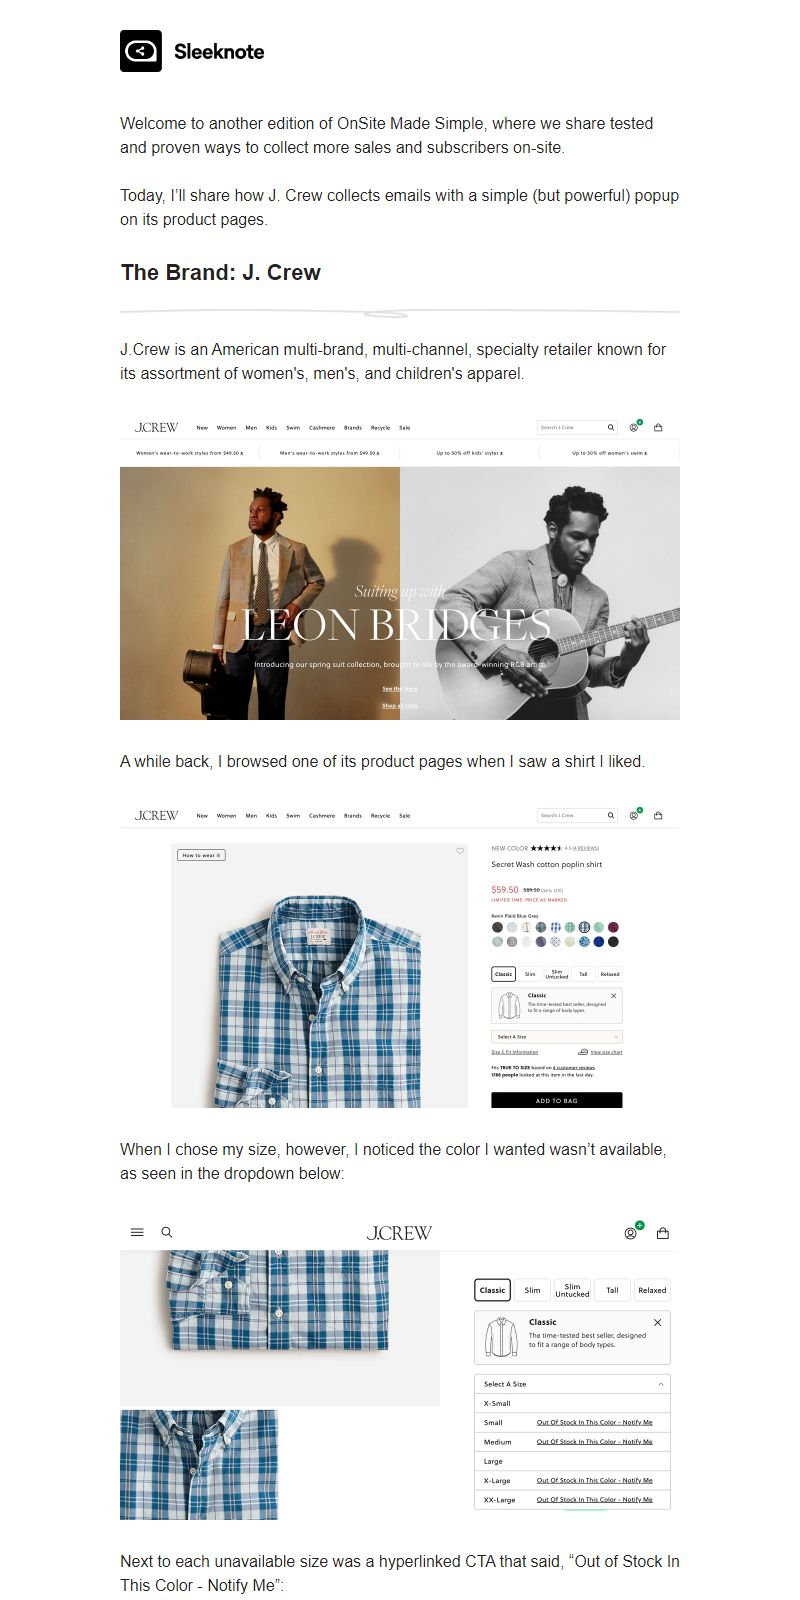 Sleeknote
Welcome to another edition of OnSite Made Simple, where we share tested
and proven ways to collect more sales and subscribers on-site.
Today, I’ll share how J. Crew collects emails with a simple (but powerful) popup
on its product pages.
The Brand: J. Crew
J.Crew is an American multi-brand, multi-channel, specialty retailer known for
its assortment of women's, men's, and children's apparel.
J.CREW New Women Men Kids Swim Cashmere Brands Recycle Sale Search J.Crew
Women's wear-to-work styles from $49.50 Men's wear-to-work styles from $49.50 Up to 50% off kids' styles Up to 50% off women's swim
Suiting up with
LEON BRIDGES
Introducing our spring suit collection, brought to life by the award-winning R&B artist.
See the story
Shop all suits
A while back, I browsed one of its product pages when I saw a shirt I liked.
J.CREW New Women Men Kids Swim Cashmere Brands Recycle Sale Search J.Crew
How to wear it
NEW COLOR 4.5 (4 REVIEWS)
Secret Wash cotton poplin shirt
$59.50 $89.50 (34% Off)
LIMITED TIME. PRICE AS MARKED.
Kevin Plaid Blue Grey
Classic Slim Slim Untucked Tall Relaxed
Classic
The time-tested best seller, designed
to fit a range of body types.
Select A Size
Size & Fit Information View size chart
Fits TRUE TO SIZE based on 4 customer reviews
1786 people looked at this item in the last day.
ADD TO BAG
When I chose my size, however, I noticed the color I wanted wasn’t available,
as seen in the dropdown below:
J.CREW
Classic Slim Slim Untucked Tall Relaxed
Classic
The time-tested best seller, designed
to fit a range of body types.
Select A Size
X-Small
Small Out Of Stock In This Color - Notify Me
Medium Out Of Stock In This Color - Notify Me
Large
X-Large Out Of Stock In This Color - Notify Me
XX-Large Out Of Stock In This Color - Notify Me
Next to each unavailable size was a hyperlinked CTA that said, “Out of Stock In
This Color - Notify Me”: